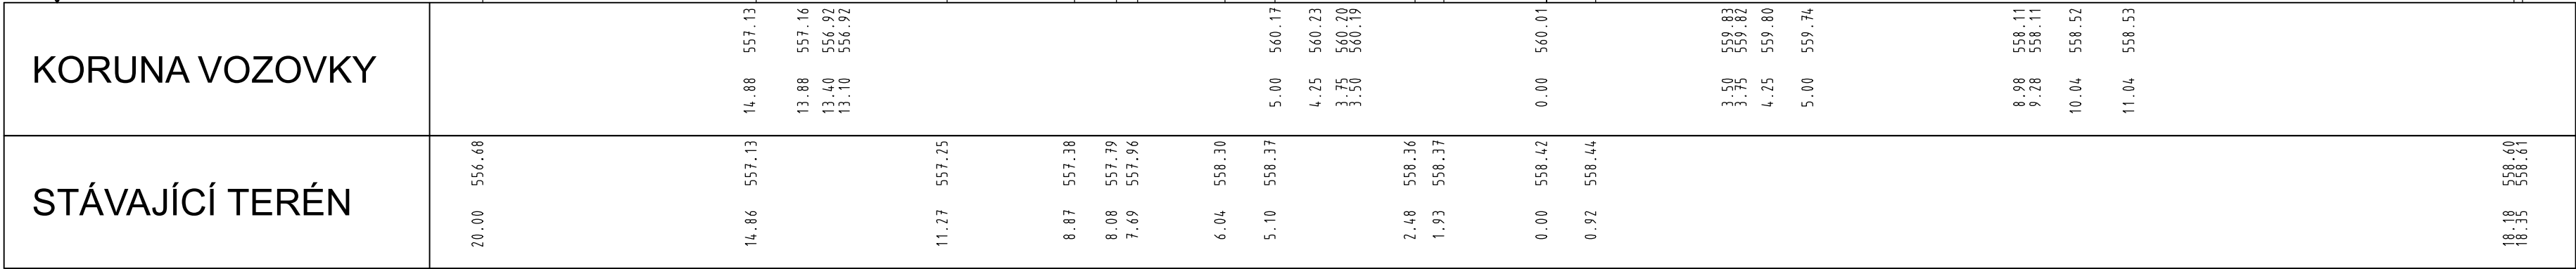 KORUNA VOZOVKY
557.13 557.16 556.92 556.92 560.17 560.23 560.20 560.19 560.01 559.83 559.82 559.80 559.74 558.11 558.11 558.52 558.53
14.88 13.88 13.40 13.10 5.00 4.25 3.75 3.50 0.00 3.50 3.75 4.25 5.00 8.98 9.28 10.04 11.04
STÁVAJÍCÍ TERÉN
556.68 557.13 557.25 557.38 557.79 557.96 558.30 558.37 558.36 558.37 558.42 558.44 558.60 558.61
20.00 14.86 11.27 8.87 8.08 7.69 6.04 5.10 2.48 1.93 0.00 0.92 18.18 18.35